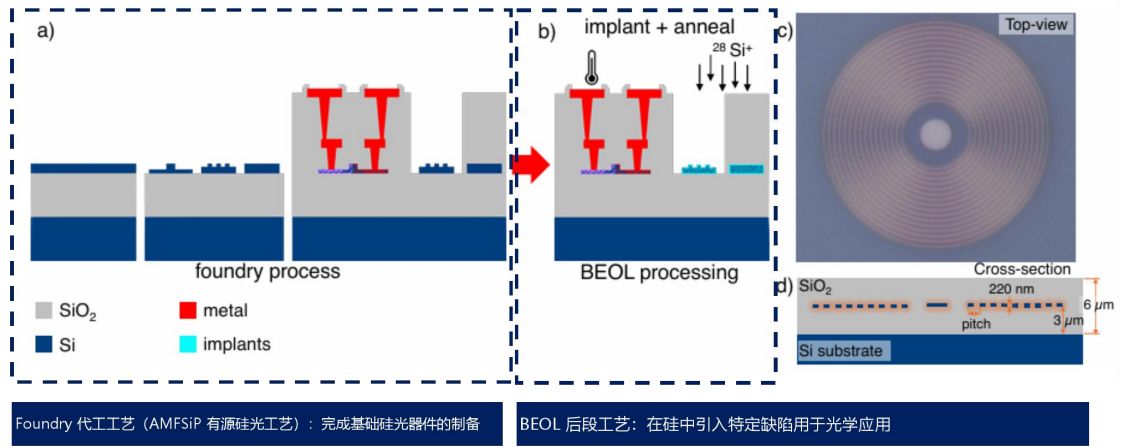 a)
foundry process
SiO2
metal
Si
implants
b)
implant + anneal
28 Si+
BEOL processing
c)
Top-view
Cross-section
d)
SiO2
220 nm
6 μm
pitch
3 μm
Si substrate
Foundry 代工工艺（AMFSiP 有源硅光工艺）：完成基础硅光器件的制备
BEOL 后段工艺：在硅中引入特定缺陷用于光学应用